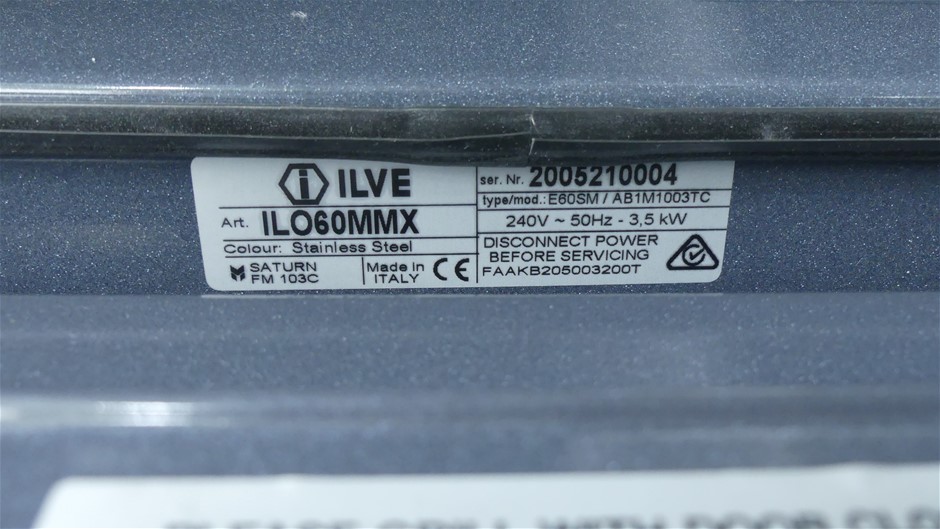 ILVE
Art. ILO60MMX
Colour: Stainless Steel
SATURN
FM 103C
Made in
ITALY
CE
ser. Nr. 2005210004
type/mod.: E60SM / AB1M1003TC
240V ~ 50Hz - 3,5 kW
DISCONNECT POWER
BEFORE SERVICING
FAAKB205003200T